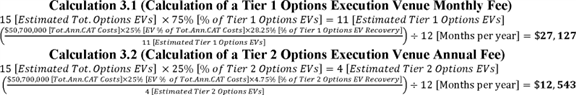 Calculation 3.1 (Calculation of a Tier 1 Options Execution Venue Monthly Fee)
15 [Estimated Tot. Options EVs] × 75% [% of Tier 1 Options EVs] = 11 [Estimated Tier 1 Options EVs]
($50,700,000 [Tot.Ann.CAT Costs]×25% [EV % of Tot.Ann.CAT Costs]×28.25% [% of Tier 1 Options EV Recovery] / 11 [Estimated Tier 1 Options EVs]) ÷ 12 [Months per year] = $27,127
Calculation 3.2 (Calculation of a Tier 2 Options Execution Venue Annual Fee)
15 [Estimated Tot. Options EVs] × 25% [% of Tier 2 Options EVs] = 4 [Estimated Tier 2 Options EVs]
($50,700,000 [Tot.Ann.CAT Costs]×25% [EV % of Tot.Ann.CAT Costs]×4.75% [% of Tier 2 Options EV Recovery] / 4 [Estimated Tier 2 Options EVs]) ÷ 12 [Months per year] = $12,543